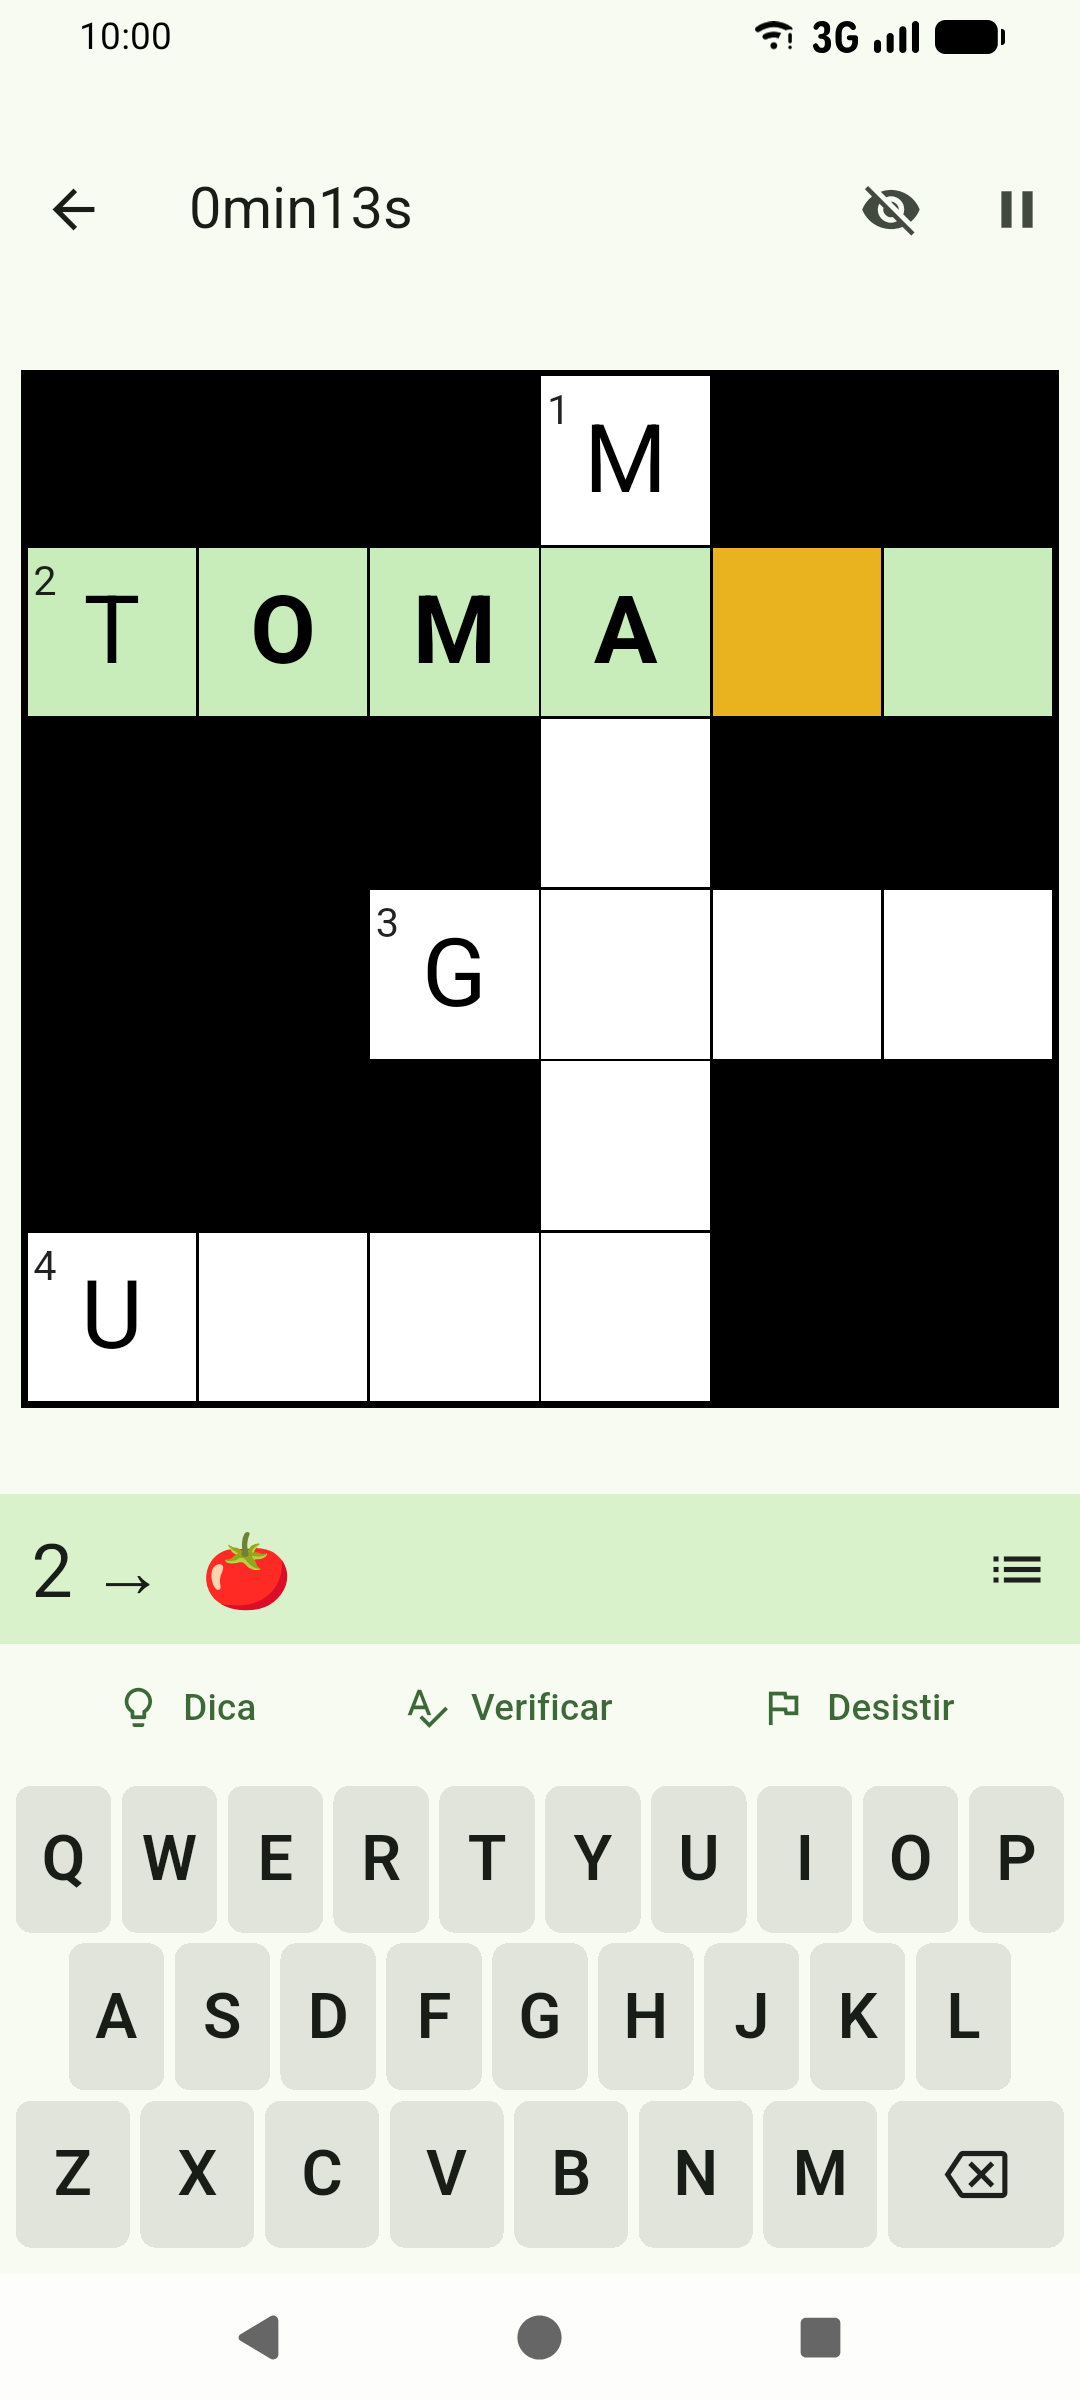 10:00 3G
0min13s
1 M
2 T O M A
3 G
4 U
2 → 🍅
Dica Verificar Desistir
Q W E R T Y U I O P
A S D F G H J K L
Z X C V B N M